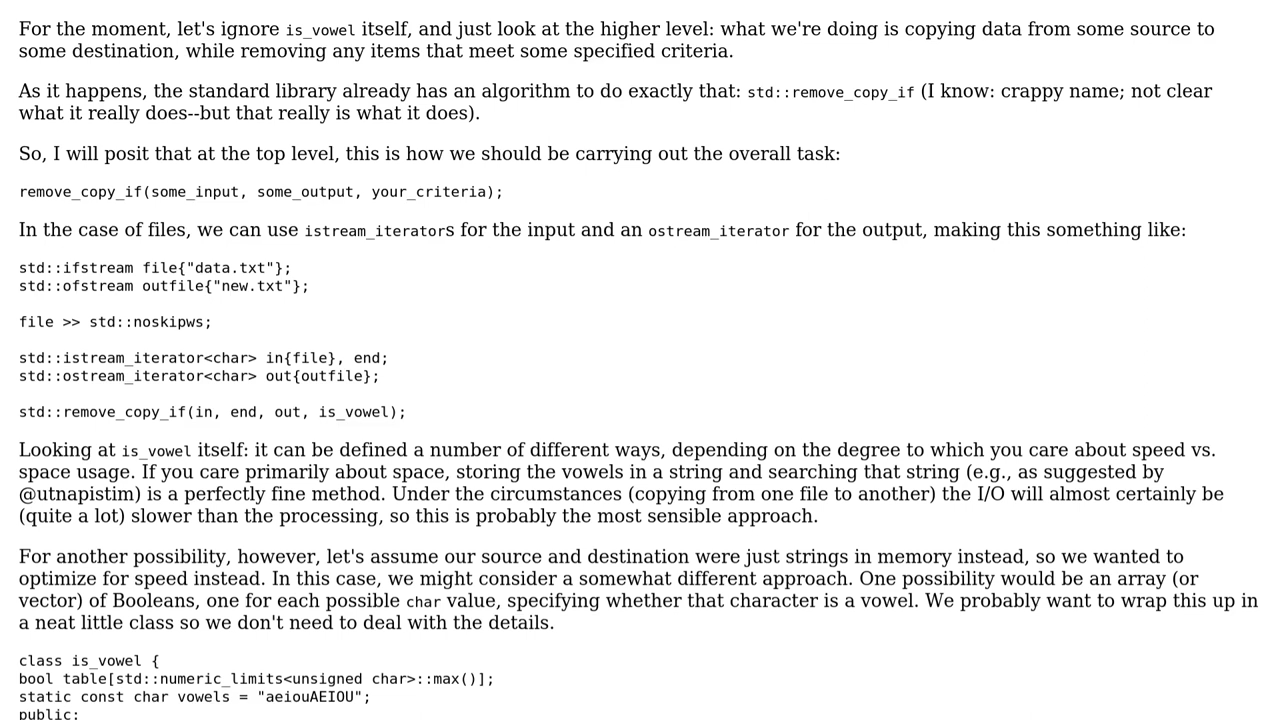 For the moment, let's ignore is_vowel itself, and just look at the higher level: what we're doing is copying data from some source to
some destination, while removing any items that meet some specified criteria.
As it happens, the standard library already has an algorithm to do exactly that: std::remove_copy_if (I know: crappy name; not clear
what it really does--but that really is what it does).
So, I will posit that at the top level, this is how we should be carrying out the overall task:
remove_copy_if(some_input, some_output, your_criteria);
In the case of files, we can use istream_iterators for the input and an ostream_iterator for the output, making this something like:
std::ifstream file{"data.txt"};
std::ofstream outfile{"new.txt"};
file >> std::noskipws;
std::istream_iterator<char> in{file}, end;
std::ostream_iterator<char> out{outfile};
std::remove_copy_if(in, end, out, is_vowel);
Looking at is_vowel itself: it can be defined a number of different ways, depending on the degree to which you care about speed vs.
space usage. If you care primarily about space, storing the vowels in a string and searching that string (e.g., as suggested by
@utnapistim) is a perfectly fine method. Under the circumstances (copying from one file to another) the I/O will almost certainly be
(quite a lot) slower than the processing, so this is probably the most sensible approach.
For another possibility, however, let's assume our source and destination were just strings in memory instead, so we wanted to
optimize for speed instead. In this case, we might consider a somewhat different approach. One possibility would be an array (or
vector) of Booleans, one for each possible char value, specifying whether that character is a vowel. We probably want to wrap this up in
a neat little class so we don't need to deal with the details.
class is_vowel {
bool table[std::numeric_limits<unsigned char>::max()];
static const char vowels = "aeiouAEIOU";
public: